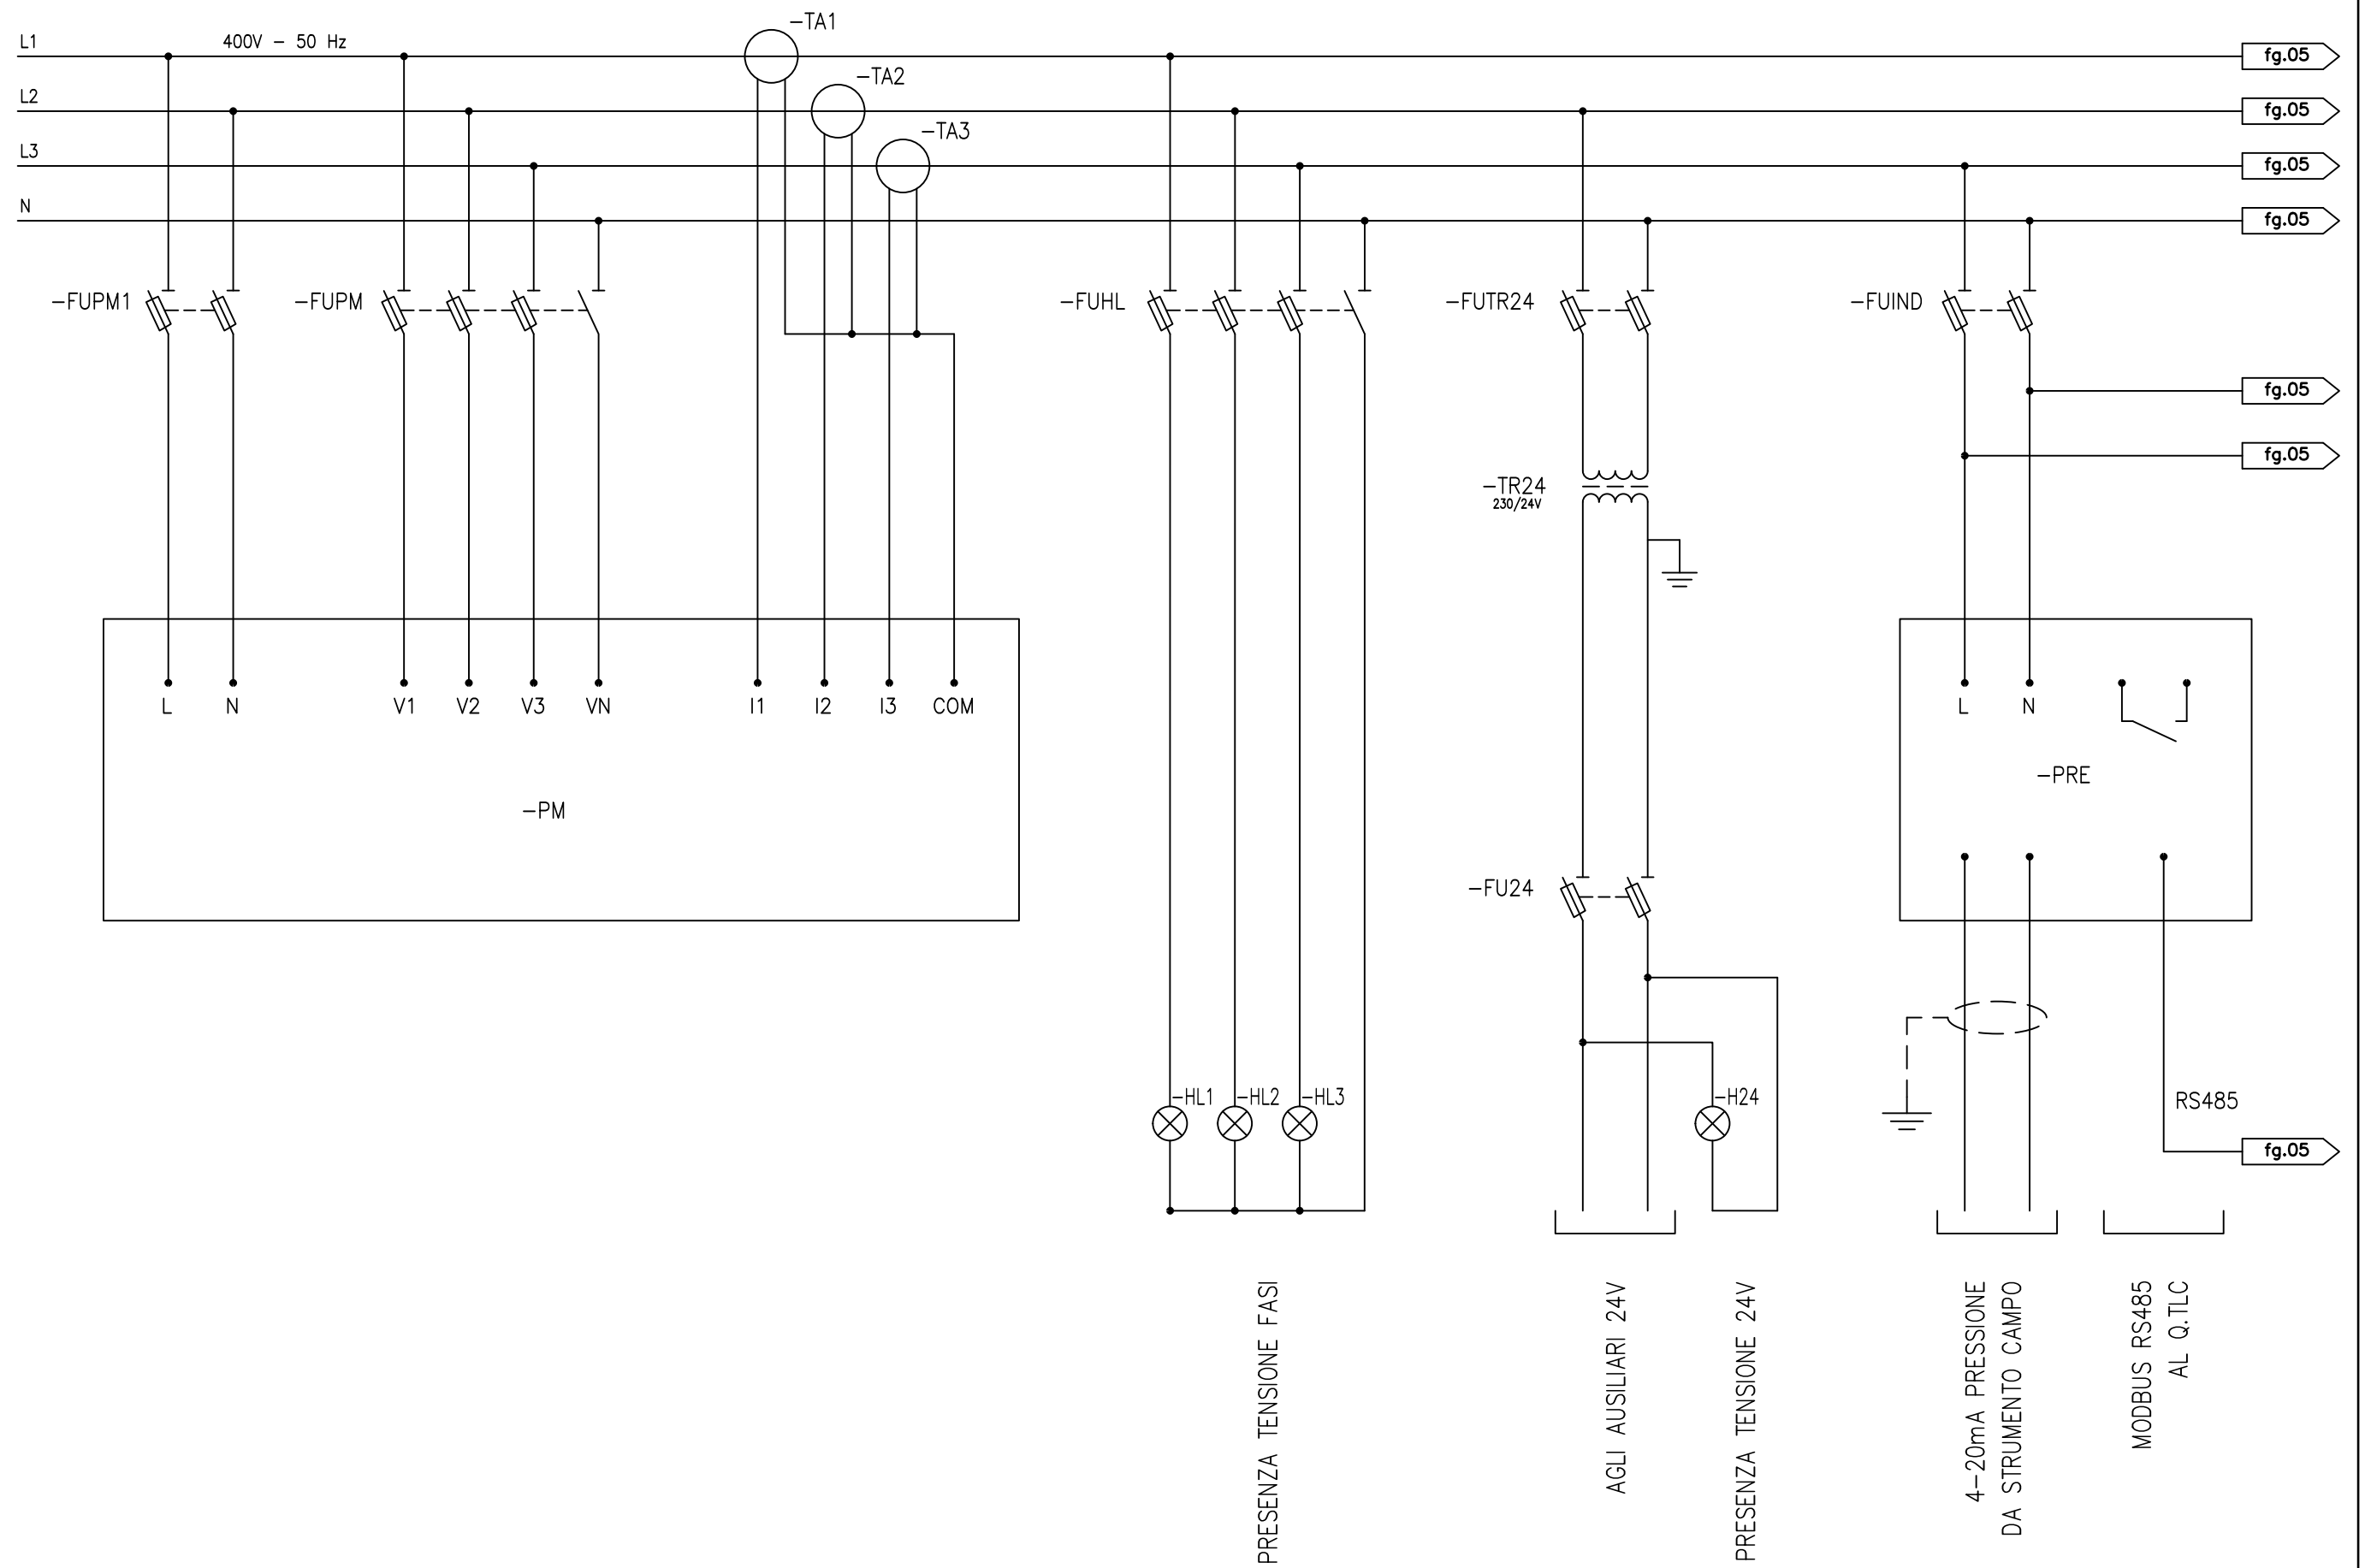 -TA1
L1
400V - 50 Hz
fg.05
-TA2
L2
fg.05
-TA3
L3
fg.05
N
fg.05
-FUPM1
-FUPM
-FUHL
-FUTR24
-FUIND
fg.05
fg.05
-TR24
230/24V
L
N
V1
V2
V3
VN
I1
I2
I3
COM
L
N
-PRE
-PM
-FU24
-HL1
-HL2
-HL3
-H24
RS485
fg.05
PRESENZA TENSIONE FASI
AGLI AUSILIARI 24V
PRESENZA TENSIONE 24V
4-20mA PRESSIONE
DA STRUMENTO CAMPO
MODBUS RS485
AL Q.TLC